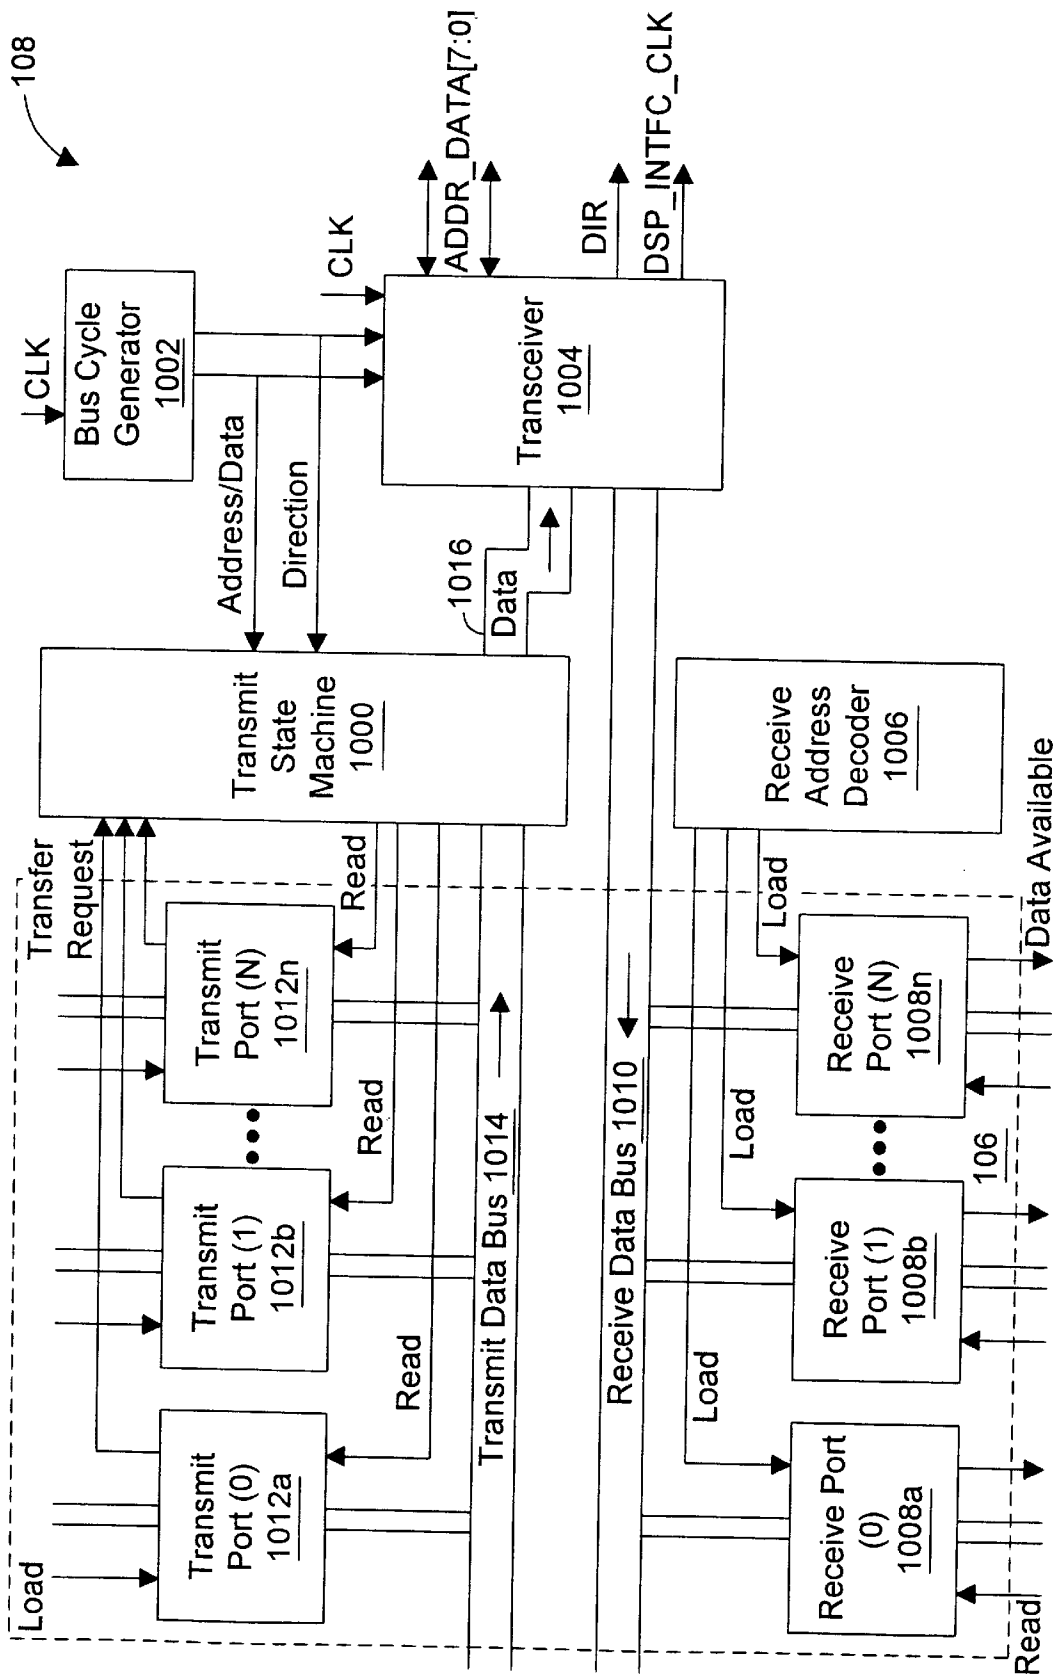 108
CLK
Bus Cycle
Generator
1002
CLK
ADDR_DATA[7:0]
DIR
DSP_INTFC_CLK
Transceiver
1004
Address/Data
Direction
1016
Data
Transmit
State
Machine
1000
Receive
Address
Decoder
1006
Transfer
Request
Read
Read
Read
Load
Transmit
Port (0)
1012a
Transmit
Port (1)
1012b
Transmit
Port (N)
1012n
Transmit Data Bus 1014
Receive Data Bus 1010
Load
Load
Load
Receive Port
(0)
1008a
Receive
Port (1)
1008b
Receive
Port (N)
1008n
106
Read
Data Available